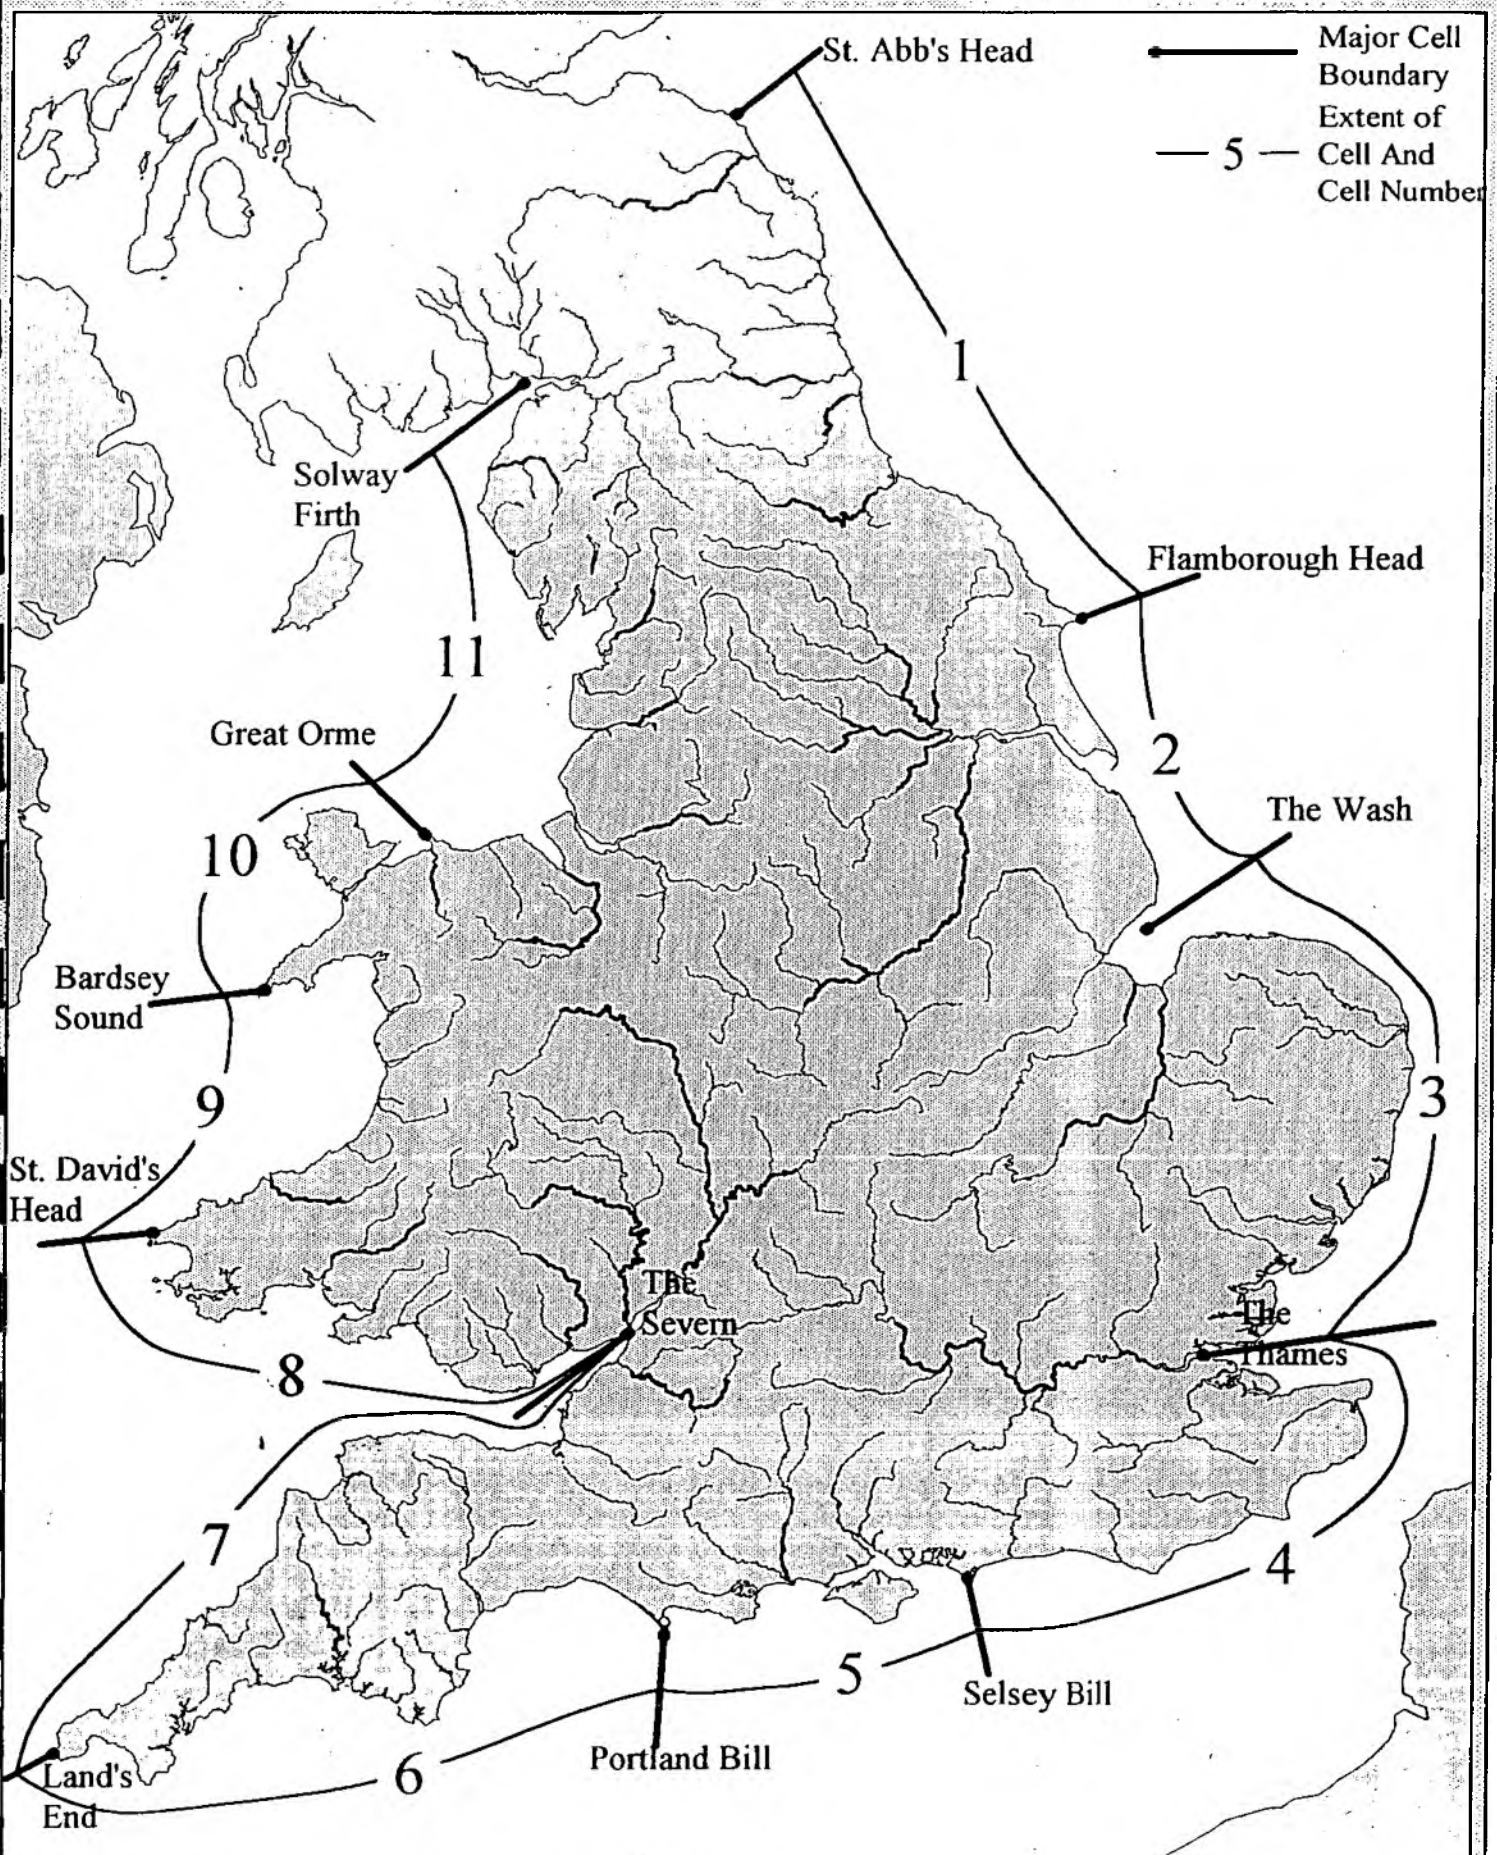 St. Abb's Head
Major Cell
Boundary
Extent of
— 5 — Cell And
Cell Number
1
Solway
Firth
Flamborough Head
11
Great Orme
2
The Wash
10
Bardsey
Sound
9
3
St. David's
Head
The
Severn
The
Thames
8
7
4
5
Selsey Bill
Portland Bill
6
Land's
End